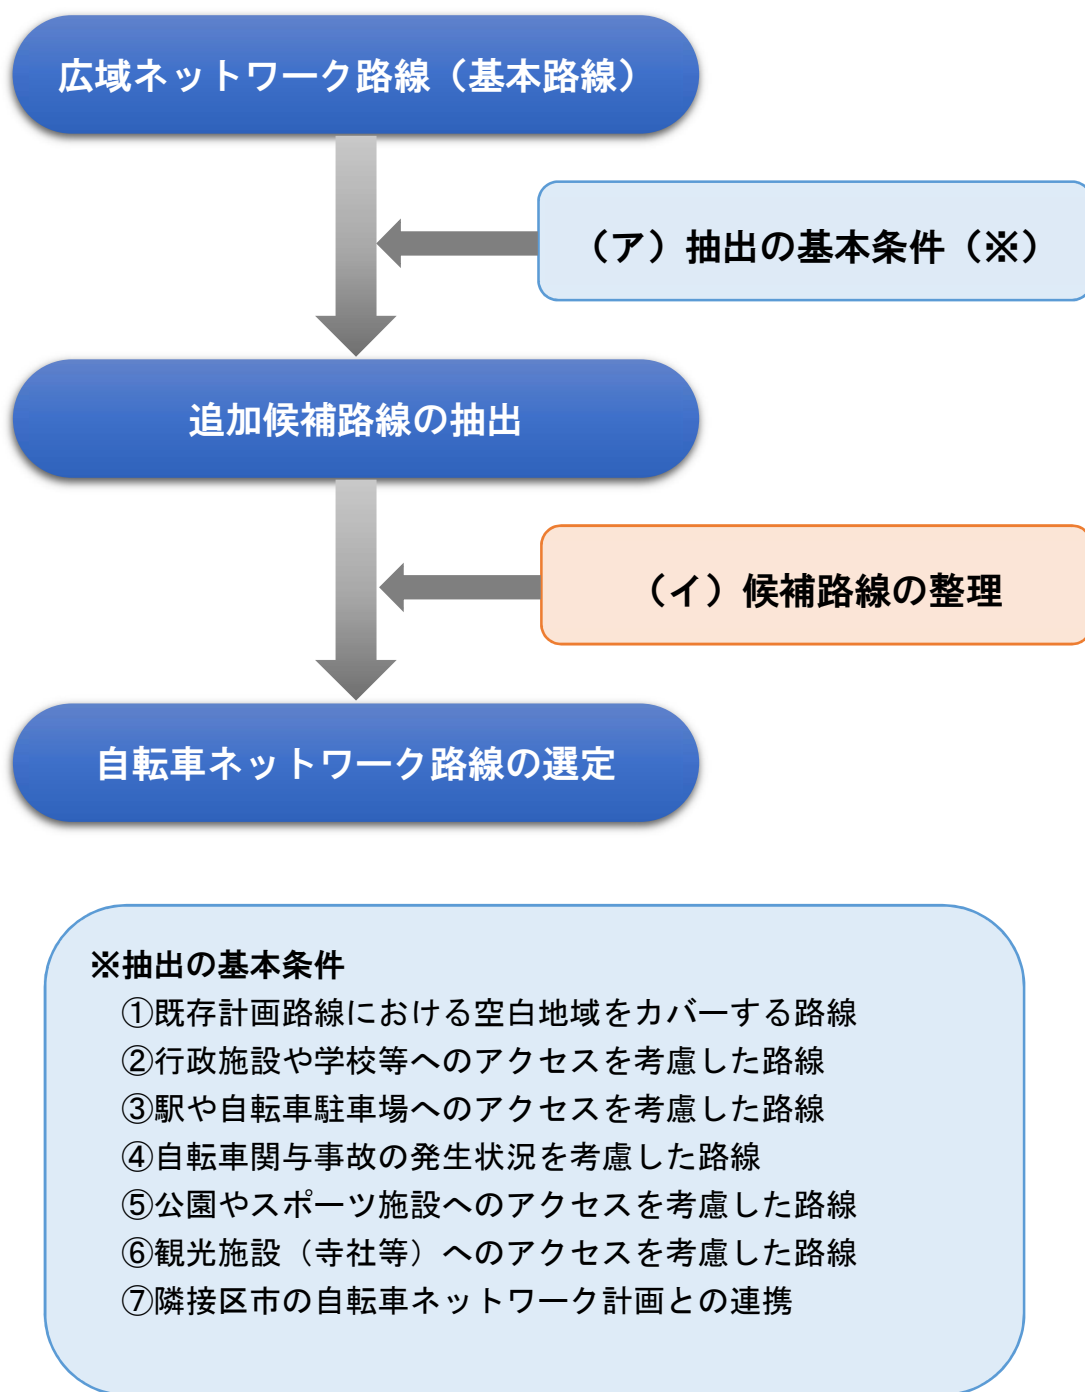 広域ネットワーク路線（基本路線）
（ア）抽出の基本条件（※）
追加候補路線の抽出
（イ）候補路線の整理
自転車ネットワーク路線の選定
※抽出の基本条件
①既存計画路線における空白地域をカバーする路線
②行政施設や学校等へのアクセスを考慮した路線
③駅や自転車駐車場へのアクセスを考慮した路線
④自転車関与事故の発生状況を考慮した路線
⑤公園やスポーツ施設へのアクセスを考慮した路線
⑥観光施設（寺社等）へのアクセスを考慮した路線
⑦隣接区市の自転車ネットワーク計画との連携